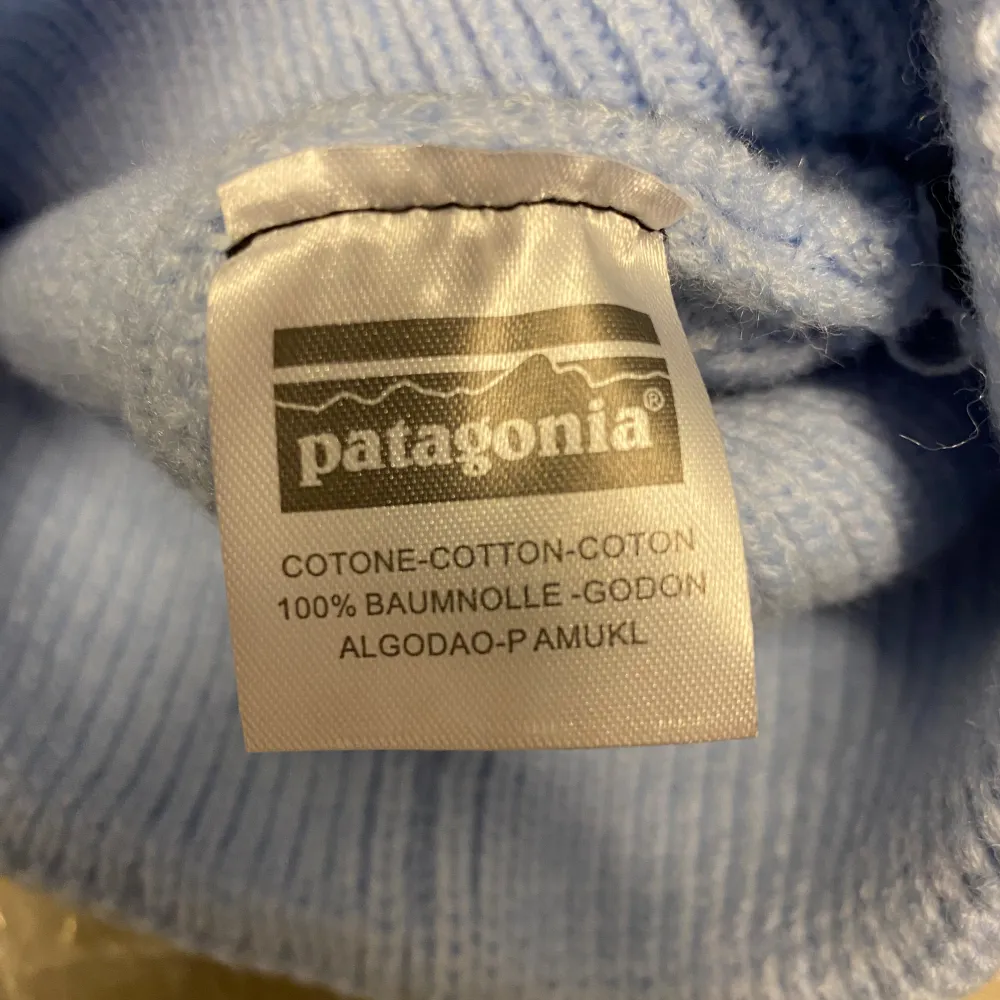 patagonia®
COTONE-COTTON-COTON
100% BAUMNOLLE -GODON
ALGODAO-P AMUKL